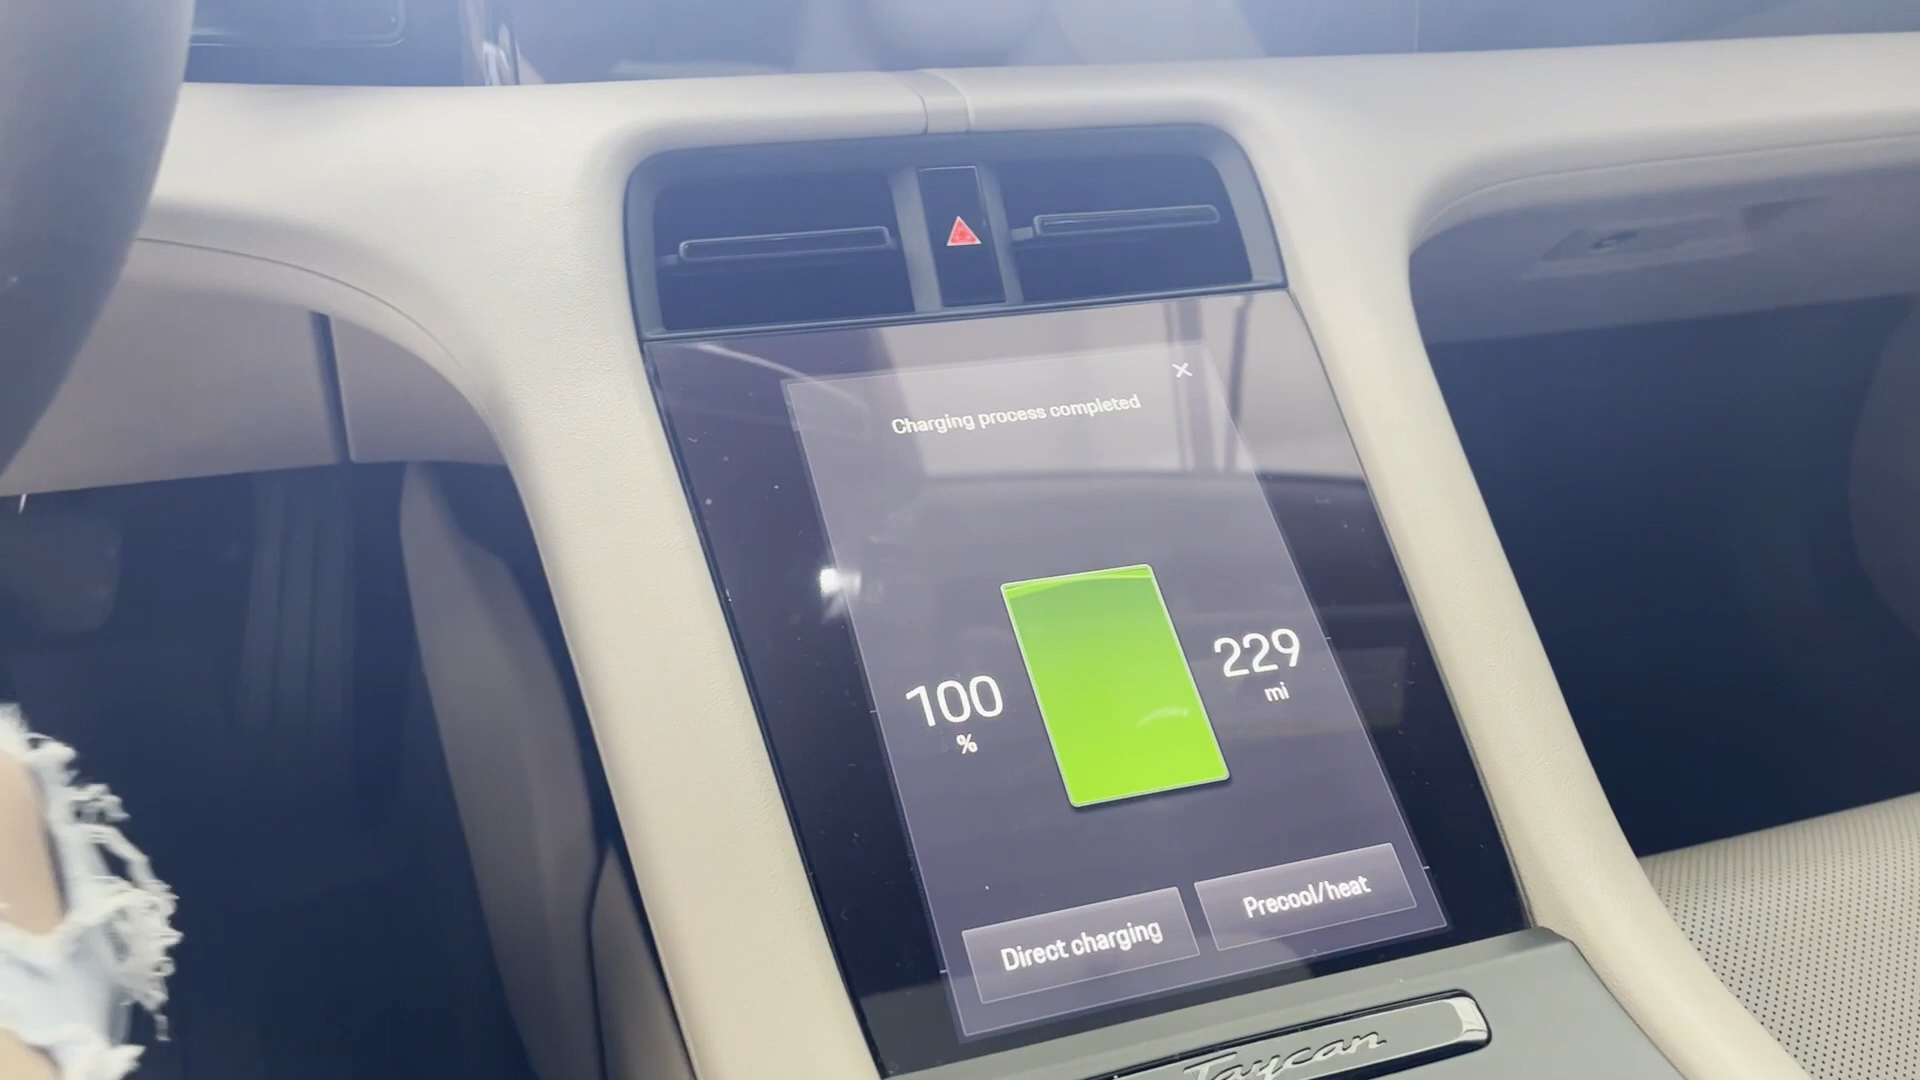 Charging process completed
100
%
229
mi
Direct charging
Precool/heat
Taycan